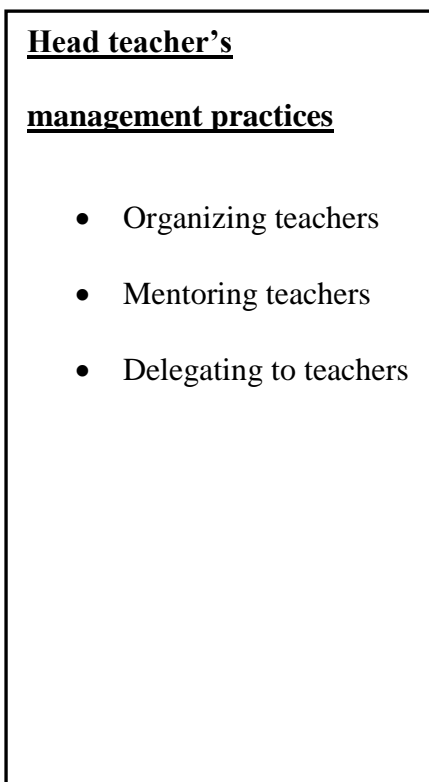 Head teacher’s
management practices
• Organizing teachers
• Mentoring teachers
• Delegating to teachers